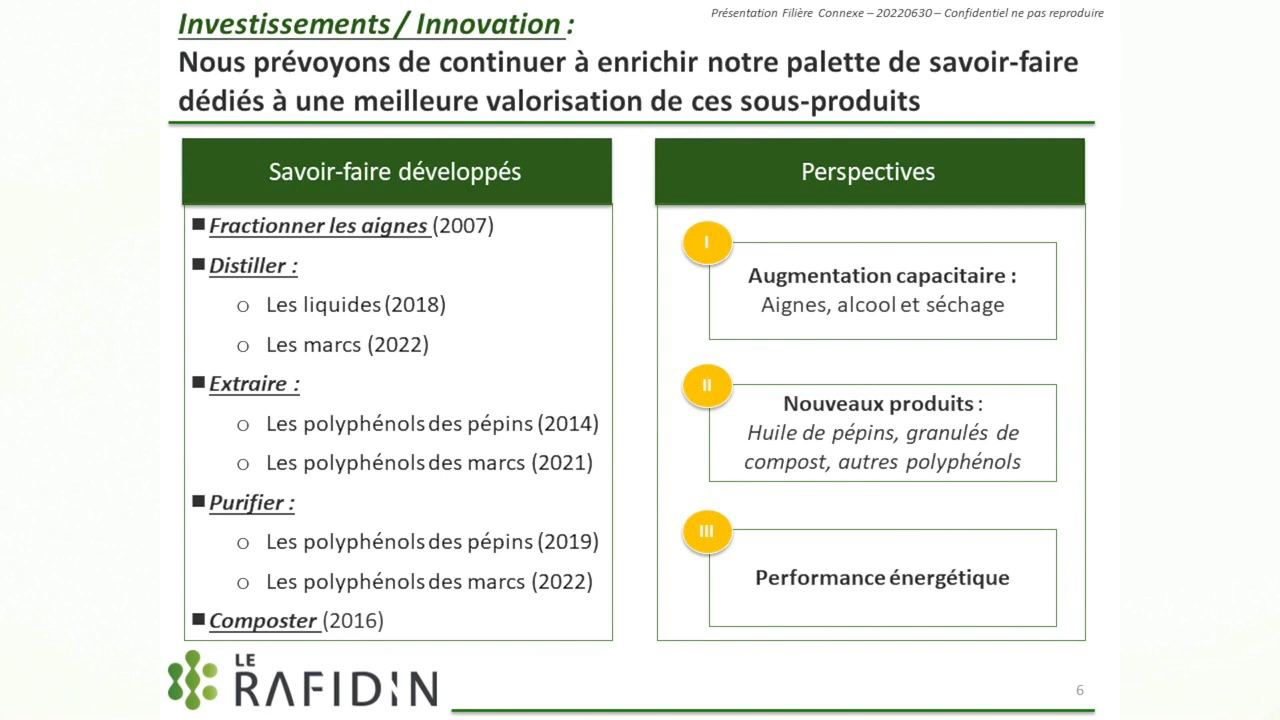 Présentation Filière Connexe – 20220630 – Confidentiel ne pas reproduire
Investissements / Innovation :
Nous prévoyons de continuer à enrichir notre palette de savoir-faire
dédiés à une meilleure valorisation de ces sous-produits
Savoir-faire développés
■ Fractionner les aignes (2007)
■ Distiller :
o Les liquides (2018)
o Les marcs (2022)
■ Extraire :
o Les polyphénols des pépins (2014)
o Les polyphénols des marcs (2021)
■ Purifier :
o Les polyphénols des pépins (2019)
o Les polyphénols des marcs (2022)
■ Composter (2016)
Perspectives
I
Augmentation capacitaire :
Aignes, alcool et séchage
II
Nouveaux produits :
Huile de pépins, granulés de
compost, autres polyphénols
III
Performance énergétique
LE
RAFIDIN
6